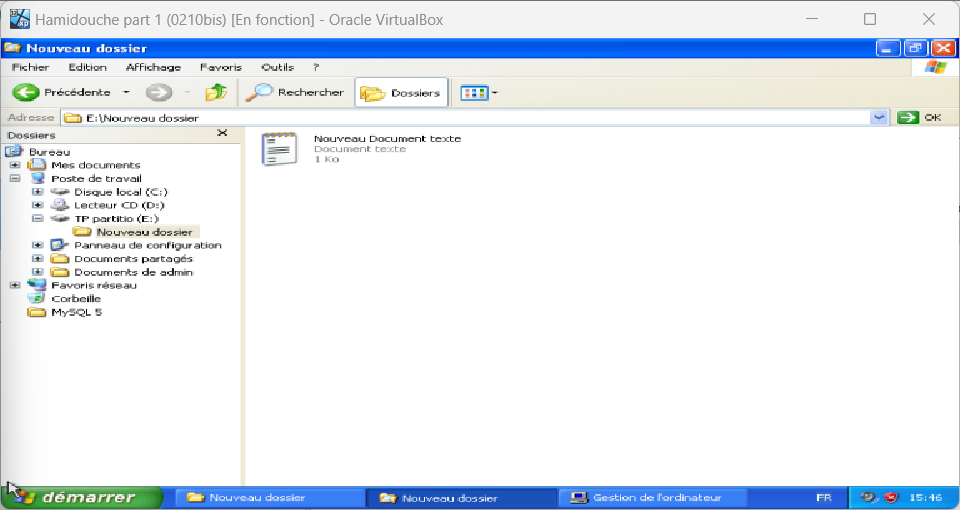 Hamidouche part 1 (0210bis) [En fonction] - Oracle VirtualBox
Nouveau dossier
Fichier Edition Affichage Favoris Outils ?
Précédente Rechercher Dossiers
Adresse E:\Nouveau dossier OK
Dossiers
Bureau
Mes documents
Poste de travail
Disque local (C:)
Lecteur CD (D:)
TP partitio (E:)
Nouveau dossier
Panneau de configuration
Documents partagés
Documents de admin
Favoris réseau
Corbeille
MySQL 5
Nouveau Document texte
Document texte
1 Ko
démarrer Nouveau dossier Nouveau dossier Gestion de l'ordinateur FR 15:46